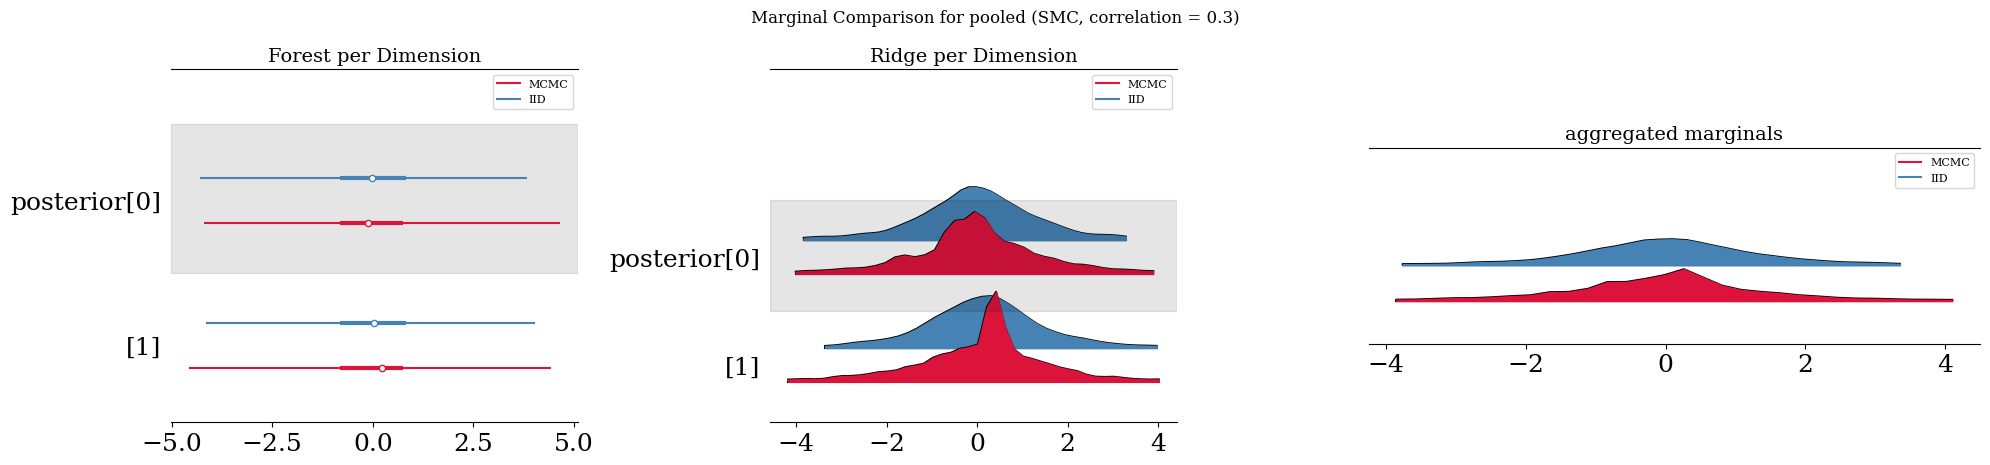 Marginal Comparison for pooled (SMC, correlation = 0.3)
Forest per Dimension
MCMC
IID
posterior[0]
[1]
−5.0 −2.5 0.0 2.5 5.0
Ridge per Dimension
MCMC
IID
posterior[0]
[1]
−4 −2 0 2 4
aggregated marginals
MCMC
IID
−4 −2 0 2 4